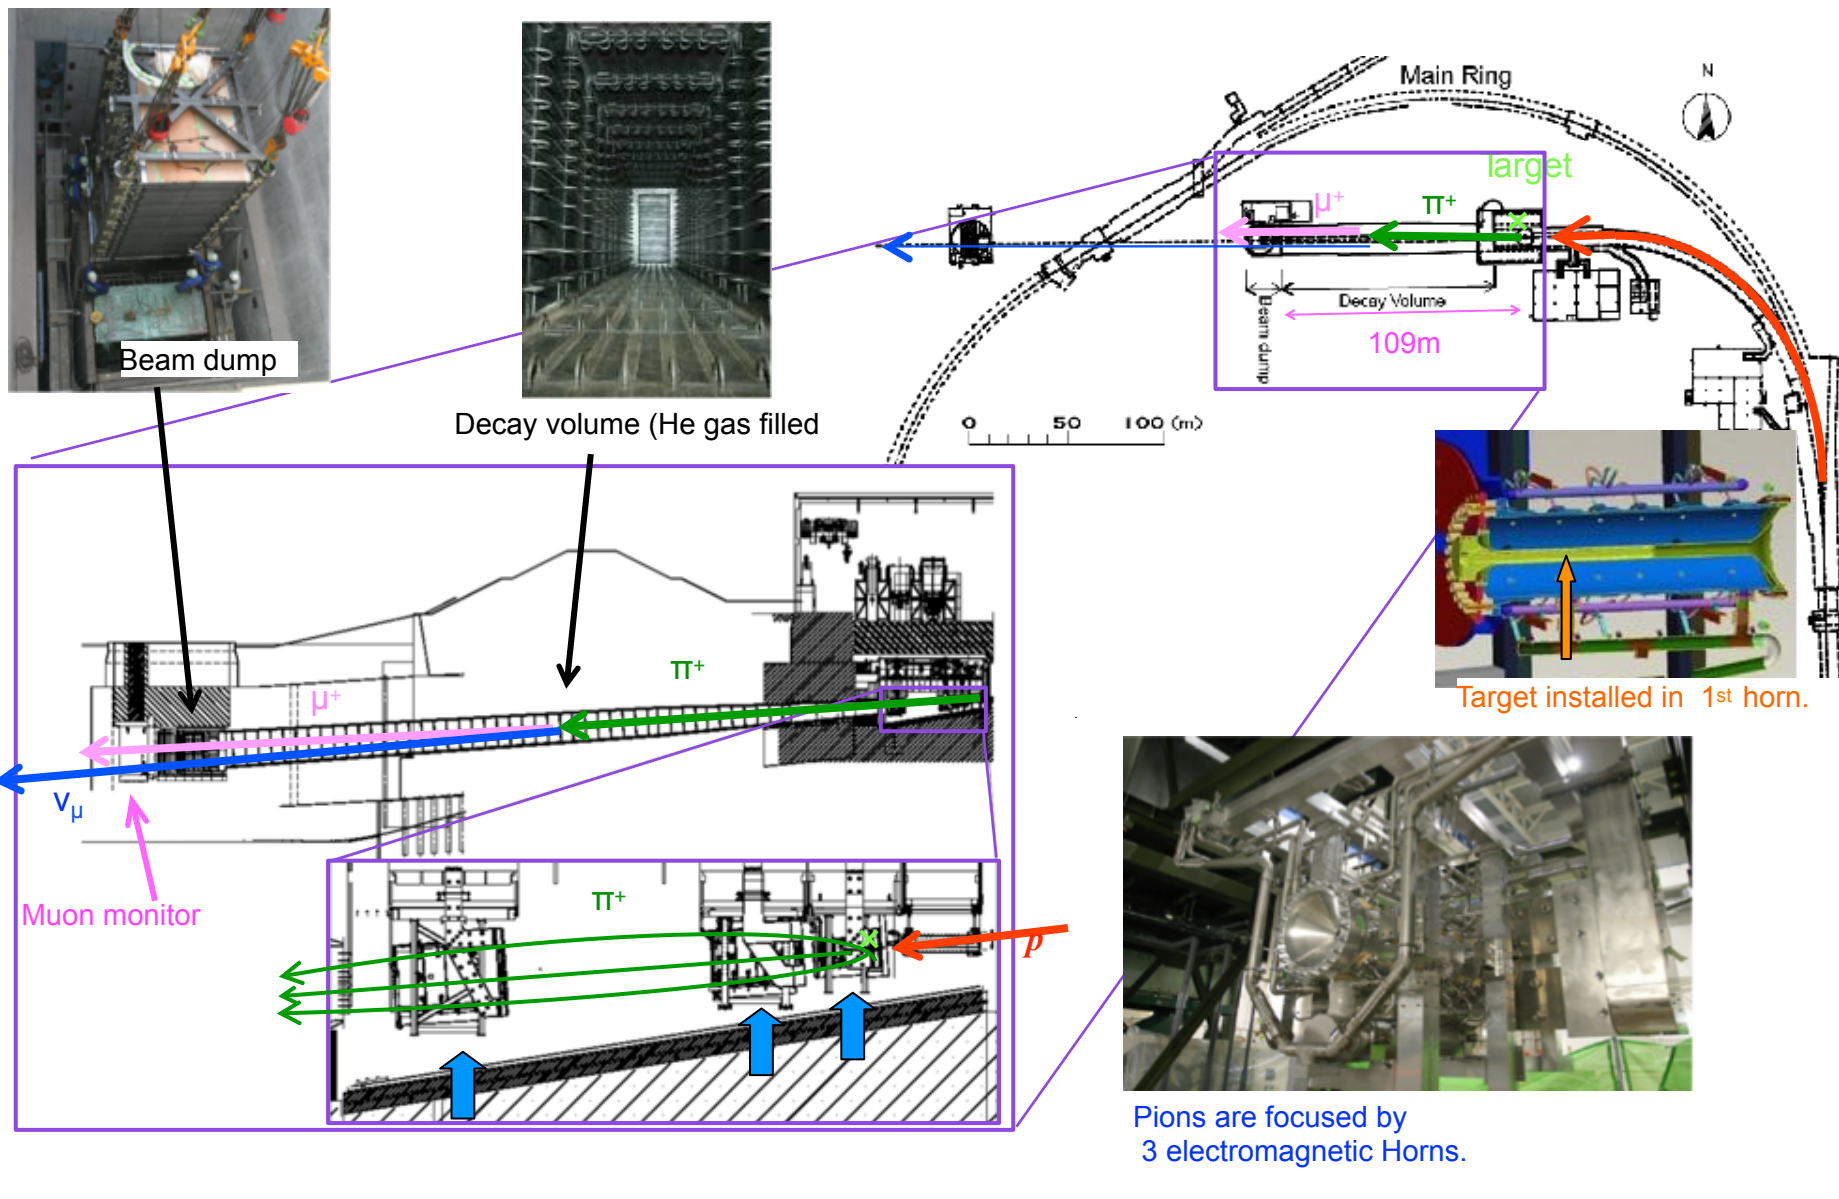 Main Ring
N
Target
μ+
π+
Decay Volume
Beam dump
109m
0 50 100 (m)
Beam dump
Decay volume (He gas filled
π+
μ+
νμ
Muon monitor
π+
p
Target installed in 1st horn.
Pions are focused by
3 electromagnetic Horns.